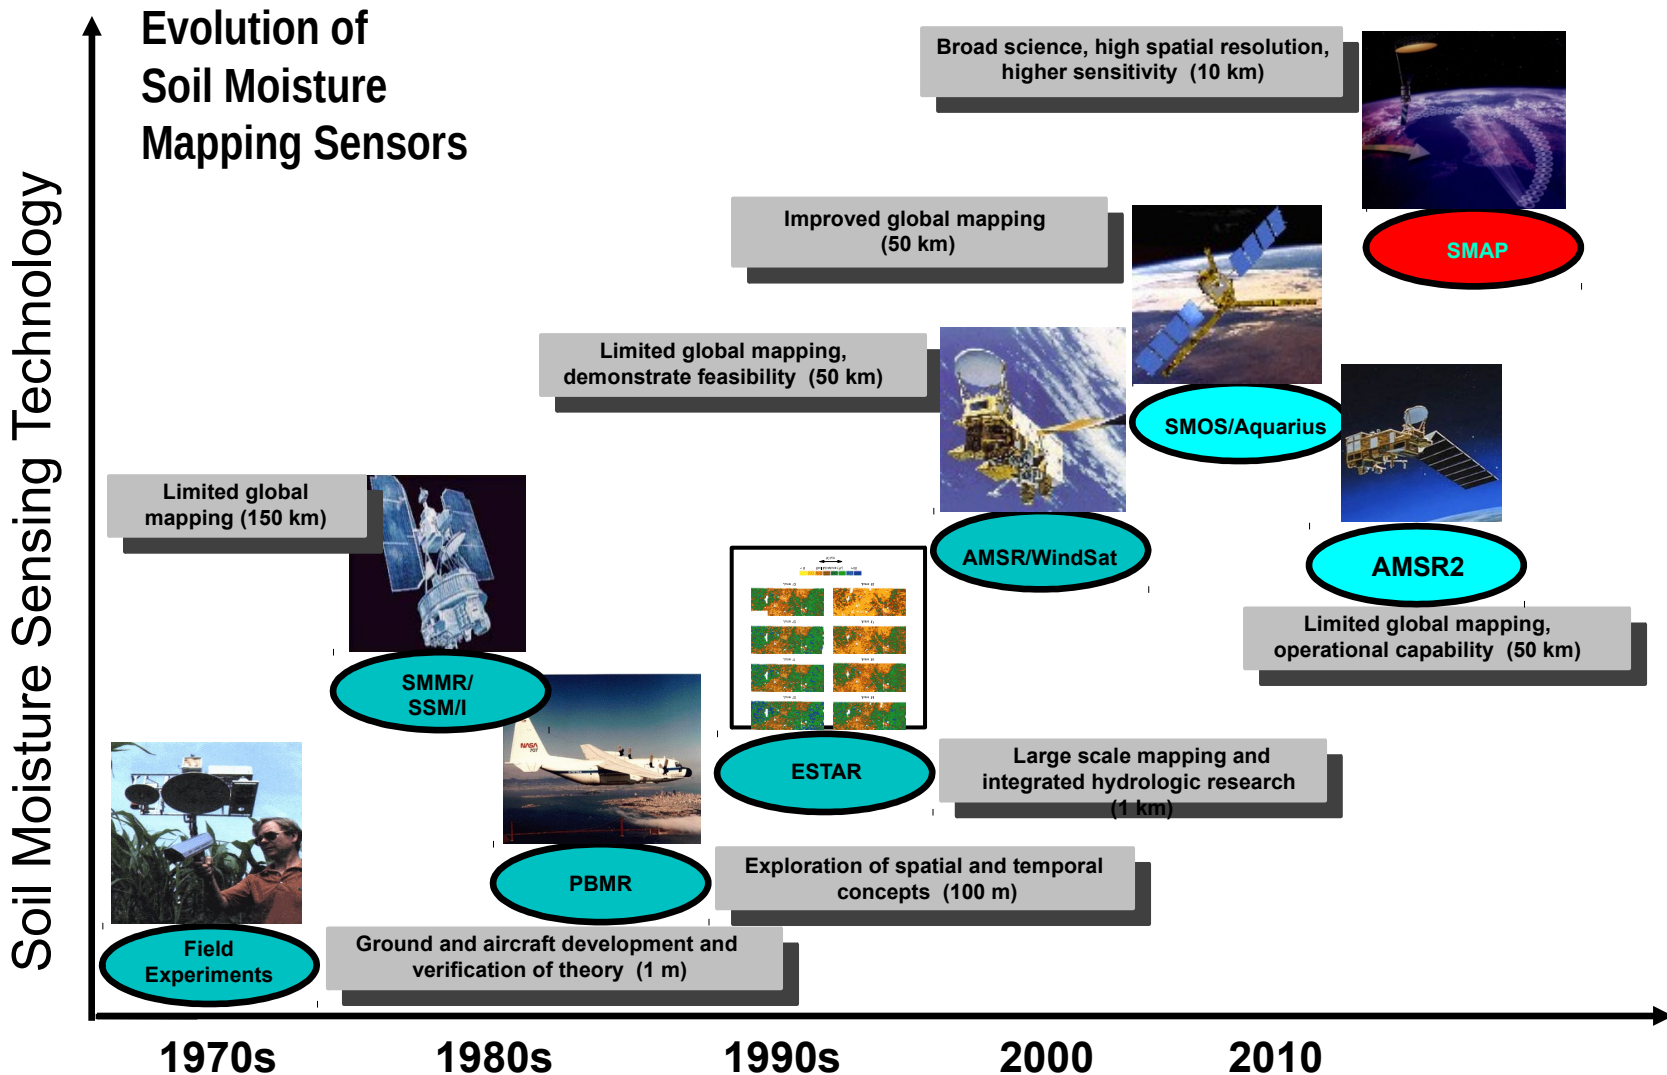 Evolution of
Soil Moisture
Mapping Sensors
Soil Moisture Sensing Technology
Broad science, high spatial resolution,
higher sensitivity (10 km)
SMAP
Improved global mapping
(50 km)
SMOS/Aquarius
Limited global mapping,
demonstrate feasibility (50 km)
AMSR/WindSat
AMSR2
Limited global mapping,
operational capability (50 km)
Limited global
mapping (150 km)
SMMR/
SSM/I
NASA
PBMR
ESTAR
Large scale mapping and
integrated hydrologic research
(1 km)
Exploration of spatial and temporal
concepts (100 m)
Field
Experiments
Ground and aircraft development and
verification of theory (1 m)
1970s
1980s
1990s
2000
2010